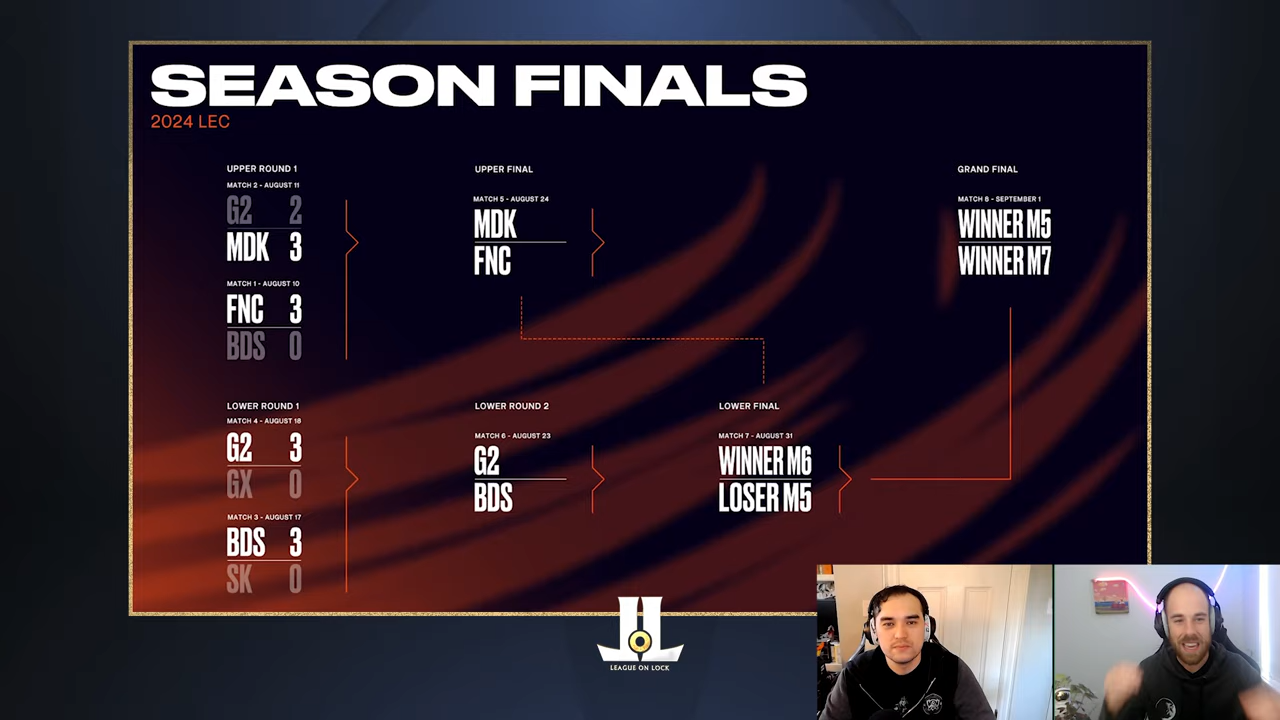 SEASON FINALS
2024 LEC
UPPER ROUND 1
MATCH 2 - AUGUST 11
G2 2
MDK 3
MATCH 1 - AUGUST 10
FNC 3
BDS 0
UPPER FINAL
MATCH 5 - AUGUST 24
MDK
FNC
GRAND FINAL
MATCH 8 - SEPTEMBER 1
WINNER M5
WINNER M7
LOWER ROUND 1
MATCH 4 - AUGUST 18
G2 3
GX 0
MATCH 3 - AUGUST 17
BDS 3
SK 0
LOWER ROUND 2
MATCH 6 - AUGUST 23
G2
BDS
LOWER FINAL
MATCH 7 - AUGUST 31
WINNER M6
LOSER M5
LEAGUE ON LOCK